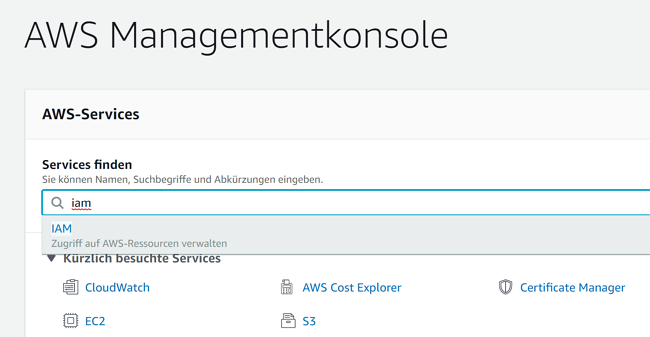 AWS Managementkonsole
AWS-Services
Services finden
Sie können Namen, Suchbegriffe und Abkürzungen eingeben.
iam
IAM
Zugriff auf AWS-Ressourcen verwalten
Kürzlich besuchte Services
CloudWatch AWS Cost Explorer Certificate Manager
EC2 S3